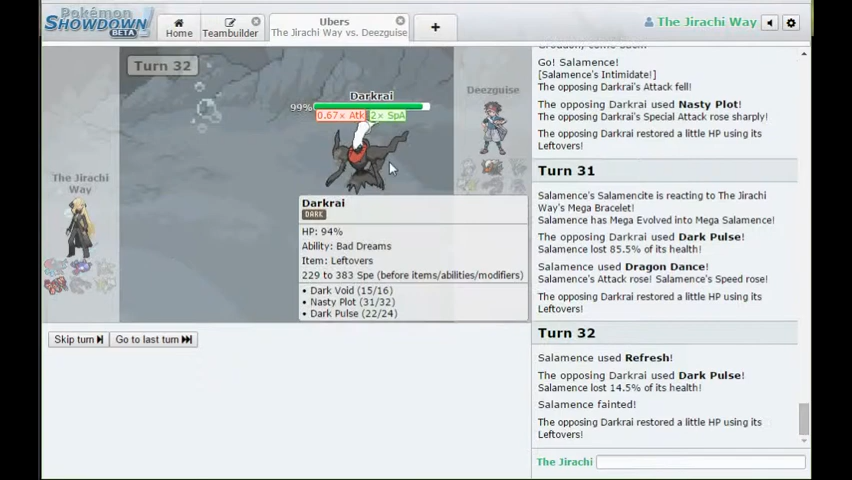 Pokémon
SHOWDOWN!
BETA
Home
Teambuilder
Ubers
The Jirachi Way vs. Deezguise
+
The Jirachi Way
Turn 32
Darkrai
99%
0.67× Atk 2× SpA
Deezguise
The Jirachi
Way
Darkrai
DARK
HP: 94%
Ability: Bad Dreams
Item: Leftovers
229 to 383 Spe (before items/abilities/modifiers)
• Dark Void (15/16)
• Nasty Plot (31/32)
• Dark Pulse (22/24)
Skip turn
Go to last turn
Go! Salamence!
[Salamence's Intimidate!]
The opposing Darkrai's Attack fell!
The opposing Darkrai used Nasty Plot!
The opposing Darkrai's Special Attack rose sharply!
The opposing Darkrai restored a little HP using its
Leftovers!
Turn 31
Salamence's Salamencite is reacting to The Jirachi
Way's Mega Bracelet!
Salamence has Mega Evolved into Mega Salamence!
The opposing Darkrai used Dark Pulse!
Salamence lost 85.5% of its health!
Salamence used Dragon Dance!
Salamence's Attack rose! Salamence's Speed rose!
The opposing Darkrai restored a little HP using its
Leftovers!
Turn 32
Salamence used Refresh!
The opposing Darkrai used Dark Pulse!
Salamence lost 14.5% of its health!
Salamence fainted!
The opposing Darkrai restored a little HP using its
Leftovers!
The Jirachi